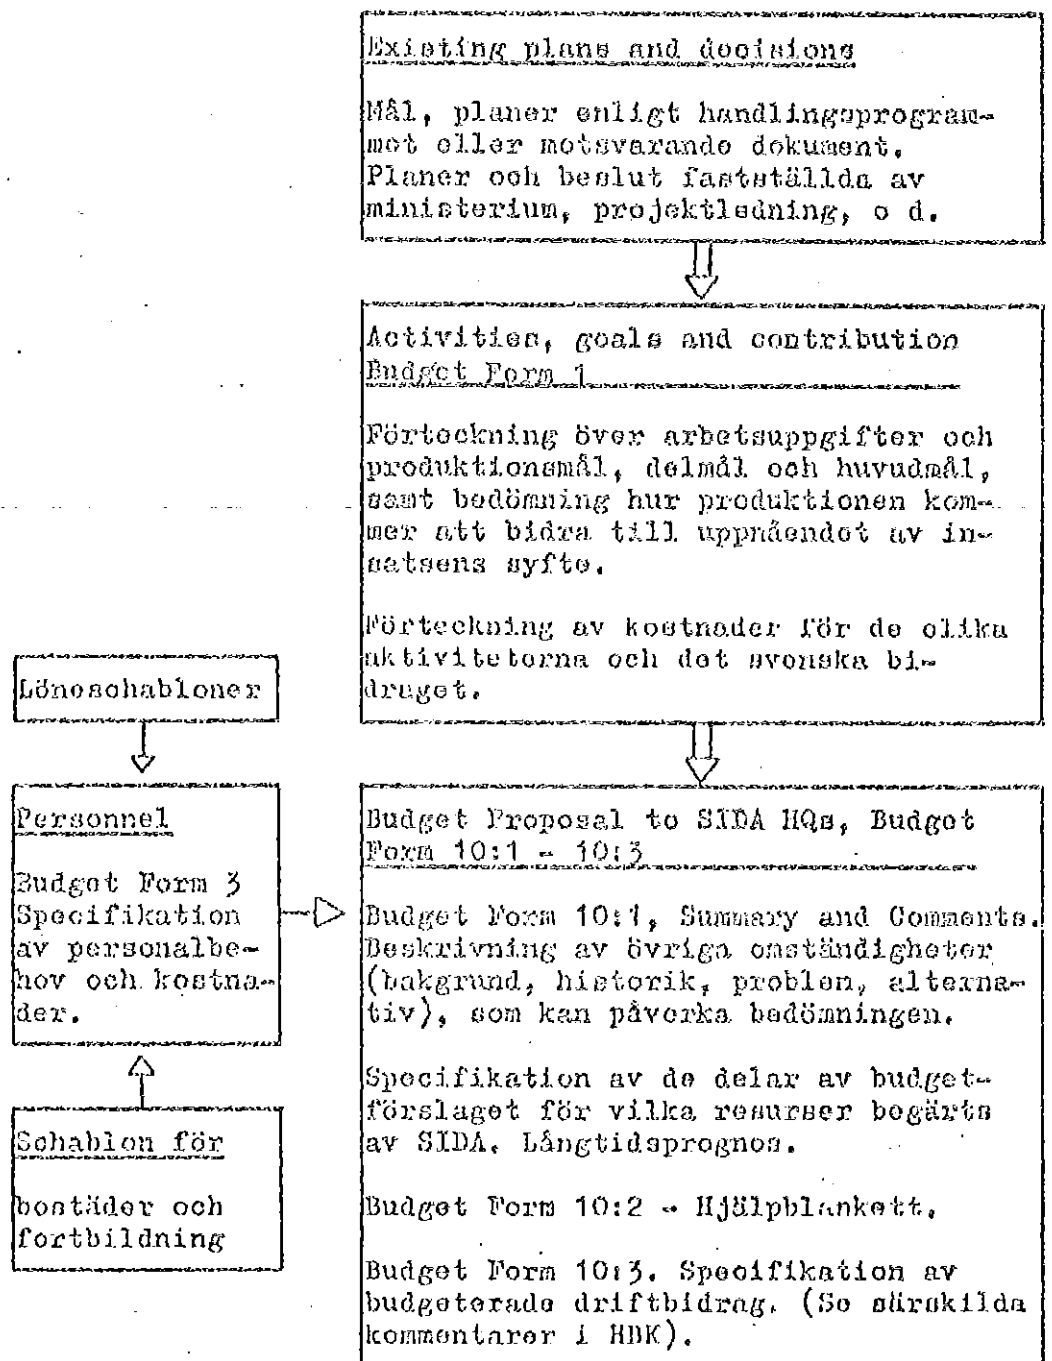 Existing plans and decisions
Mål, planer enligt handlingsprogram-
met eller motsvarande dokument.
Planer och beslut fastställda av
ministerium, projektledning, o d.
Activities, goals and contribution
Budget Form 1
Förteckning över arbetsuppgifter och
produktionsmål, delmål och huvudmål,
samt bedömning hur produktionen kom-
mer att bidra till uppnåendet av in-
satsens syfte.
Förteckning av kostnader för de olika
aktiviteterna och det svenska bi-
draget.
Löneschabloner
Personnel
Budget Form 3
Specifikation
av personalbe-
hov och kostna-
der.
Schablon för
bostäder och
fortbildning
Budget Proposal to SIDA HQs, Budget
Form 10:1 - 10:3
Budget Form 10:1, Summary and Comments.
Beskrivning av övriga omständigheter
(bakgrund, historik, problem, alterna-
tiv), som kan påverka bedömningen.
Specifikation av de delar av budget-
förslaget för vilka resurser begärts
av SIDA. Långtidsprognos.
Budget Form 10:2 - Hjälpblankett.
Budget Form 10:3. Specifikation av
budgeterade driftbidrag. (Se särskilda
kommentarer i HBK).